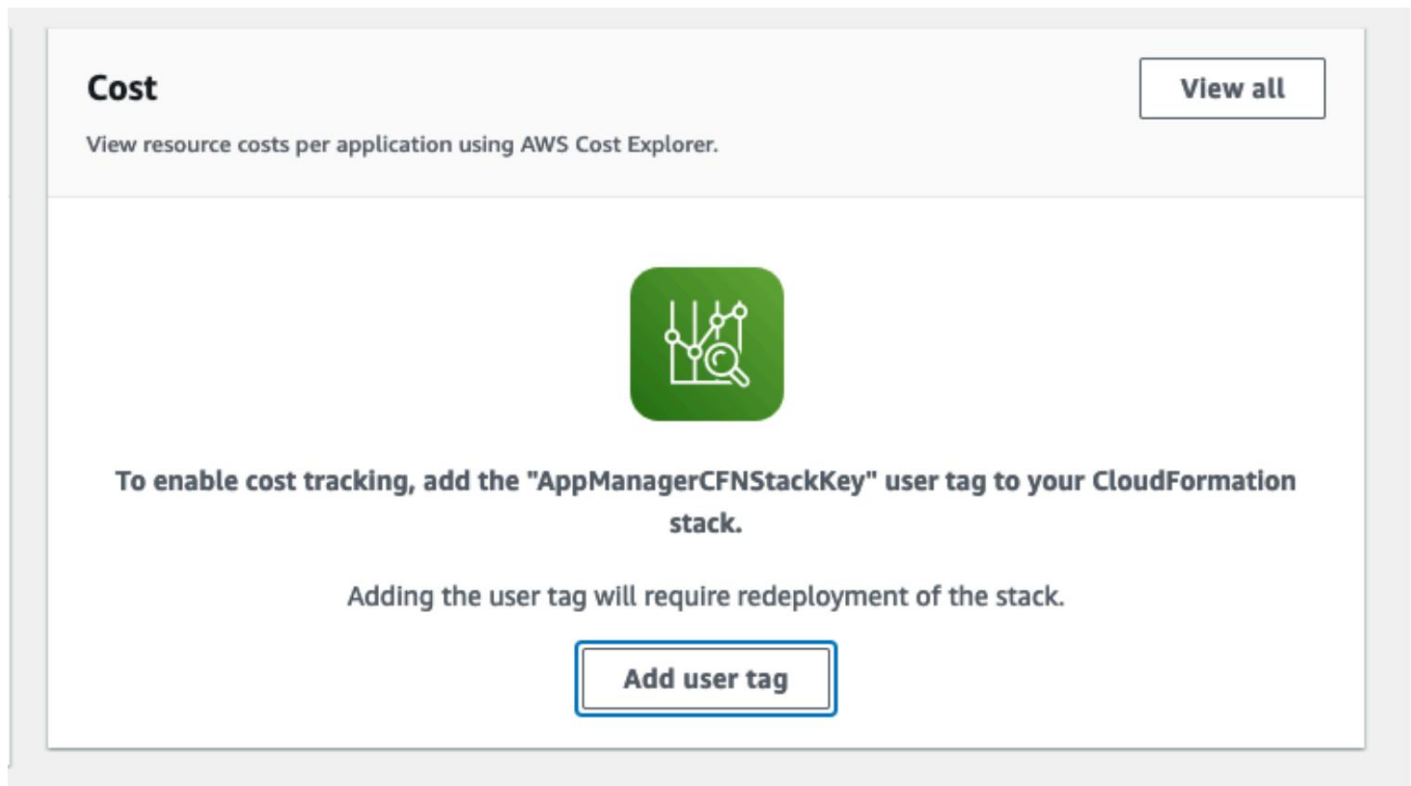 Cost
View all
View resource costs per application using AWS Cost Explorer.
To enable cost tracking, add the "AppManagerCFNStackKey" user tag to your CloudFormation
stack.
Adding the user tag will require redeployment of the stack.
Add user tag